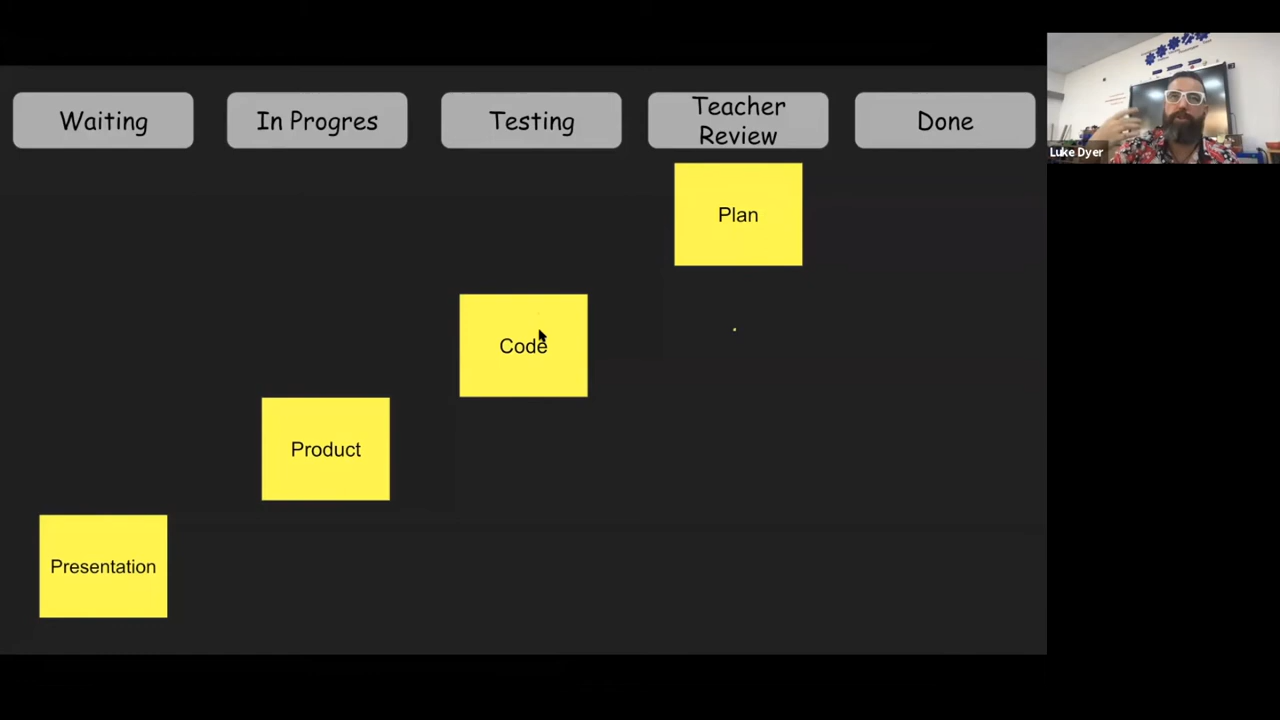 Waiting
In Progres
Testing
Teacher
Review
Done
Luke Dyer
Plan
Code
Product
Presentation